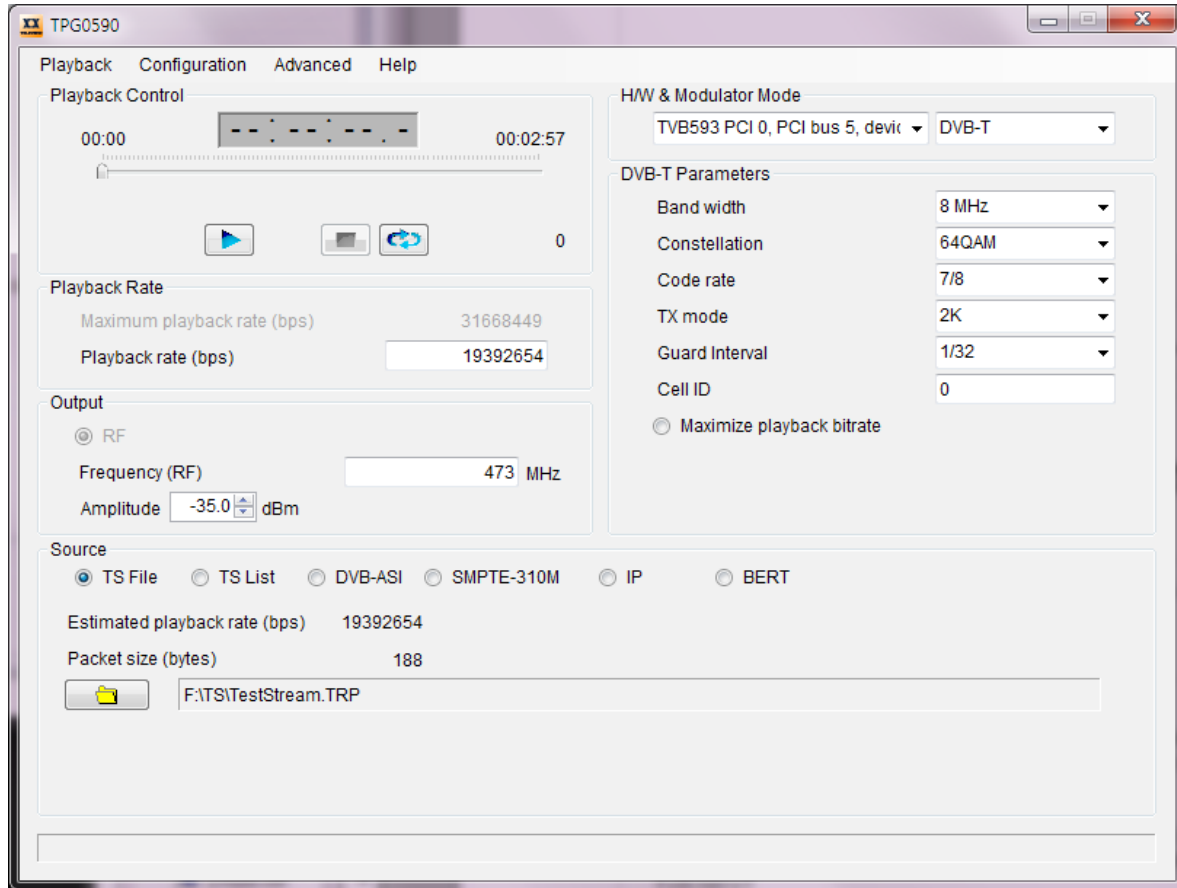 TPG0590
Playback Configuration Advanced Help
Playback Control
00:00 --:--:--.- 00:02:57
0
Playback Rate
Maximum playback rate (bps) 31668449
Playback rate (bps) 19392654
Output
RF
Frequency (RF) 473 MHz
Amplitude -35.0 dBm
H/W & Modulator Mode
TVB593 PCI 0, PCI bus 5, devic DVB-T
DVB-T Parameters
Band width 8 MHz
Constellation 64QAM
Code rate 7/8
TX mode 2K
Guard Interval 1/32
Cell ID 0
Maximize playback bitrate
Source
TS File TS List DVB-ASI SMPTE-310M IP BERT
Estimated playback rate (bps) 19392654
Packet size (bytes) 188
F:\TS\TestStream.TRP